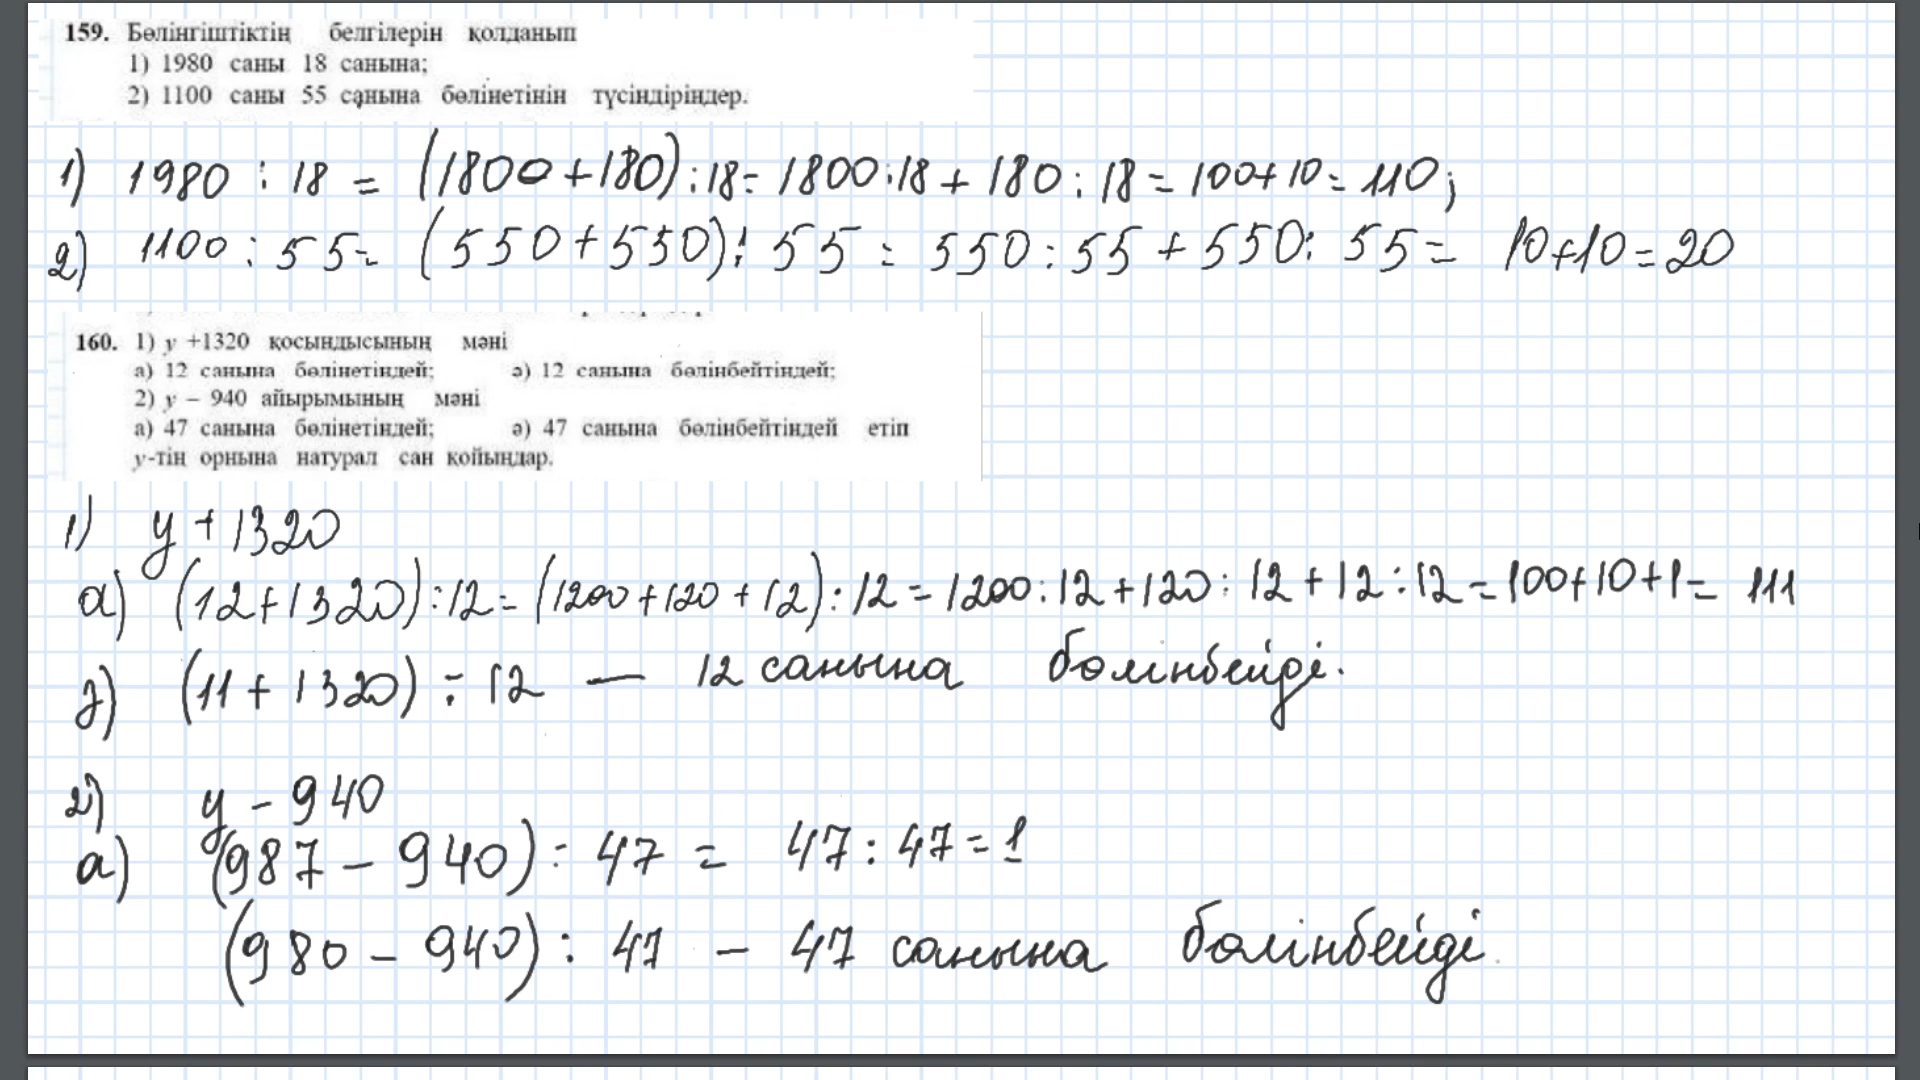 159. Бөлінгіштіктің белгілерін қолданып
1) 1980 саны 18 санына;
2) 1100 саны 55 санына бөлінетінін түсіндіріңдер.
1) 1980 : 18 = (1800 + 180) : 18 = 1800 : 18 + 180 : 18 = 100 + 10 = 110;
2) 1100 : 55 = (550 + 550) : 55 = 550 : 55 + 550 : 55 = 10 + 10 = 20
160. 1) y +1320 қосындысының мәні
а) 12 санына бөлінетіндей; ә) 12 санына бөлінбейтіндей;
2) y – 940 айырымының мәні
а) 47 санына бөлінетіндей; ә) 47 санына бөлінбейтіндей етіп
y-тің орнына натурал сан қойыңдар.
1) y + 1320
а) (12 + 1320) : 12 = (1200 + 120 + 12) : 12 = 1200 : 12 + 120 : 12 + 12 : 12 = 100 + 10 + 1 = 111
ә) (11 + 1320) : 12 — 12 санына бөлінбейді.
2) y - 940
а) (987 - 940) : 47 = 47 : 47 = 1
(980 - 940) : 47 - 47 санына бөлінбейді